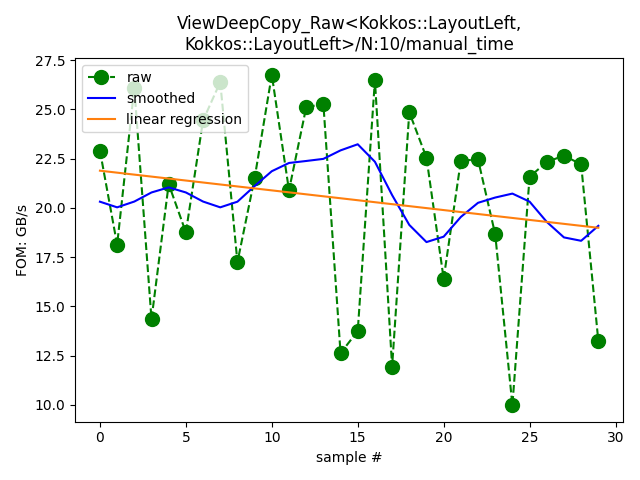 ViewDeepCopy_Raw<Kokkos::LayoutLeft,
Kokkos::LayoutLeft>/N:10/manual_time
27.5
25.0
22.5
20.0
17.5
15.0
12.5
10.0
FOM: GB/s
raw
smoothed
linear regression
0
5
10
15
20
25
30
sample #